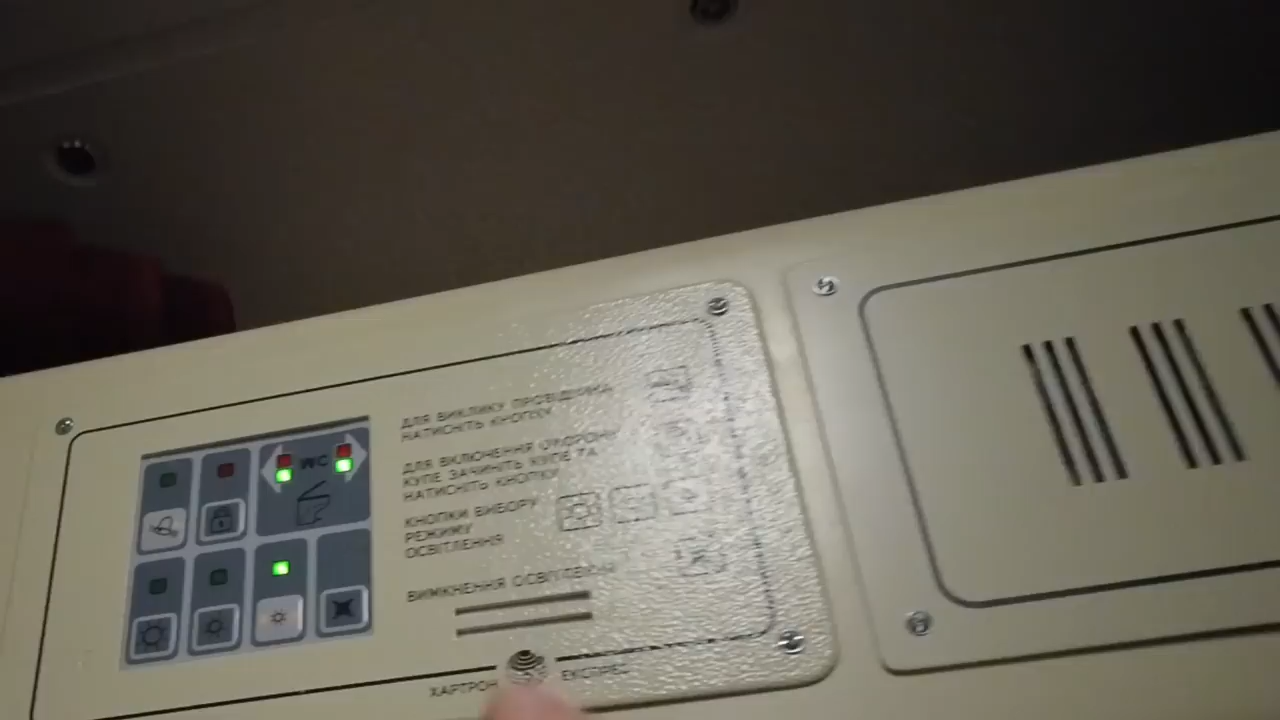 WC
ДЛЯ ВИКЛИКУ ПРОВІДНИКА
НАТИСНІТЬ КНОПКУ
ДЛЯ ВКЛЮЧЕННЯ ОХОРОНИ
КУПЕ ЗАЧИНІТЬ КУПЕ ТА
НАТИСНІТЬ КНОПКУ
КНОПКИ ВИБОРУ
РЕЖИМУ
ОСВІТЛЕННЯ
ВИМКНЕННЯ ОСВІТЛЕННЯ
ХАРТРОН ЕКСПРЕС